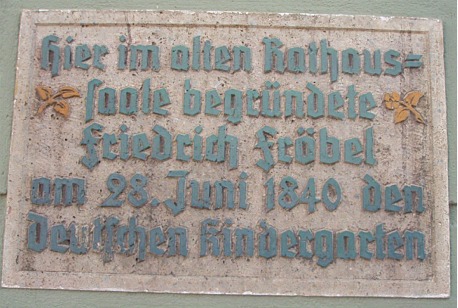 Hier im alten Rathaus=
saale begründete
Friedrich Fröbel
am 28. Juni 1840 den
Deutschen Kindergarten